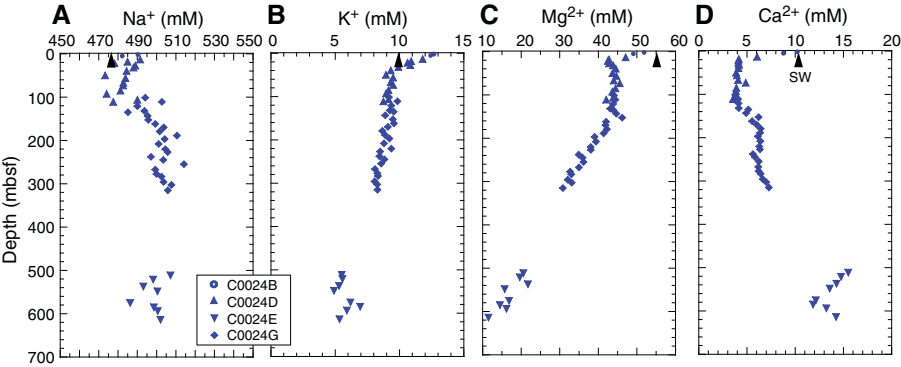 A Na⁺ (mM) B K⁺ (mM) C Mg²⁺ (mM) D Ca²⁺ (mM)
450 470 490 510 530 550 0 5 10 15 10 20 30 40 50 60 0 5 10 15 20
0
100
200
300
400
500
600
700
Depth (mbsf)
SW
C0024B
C0024D
C0024E
C0024G